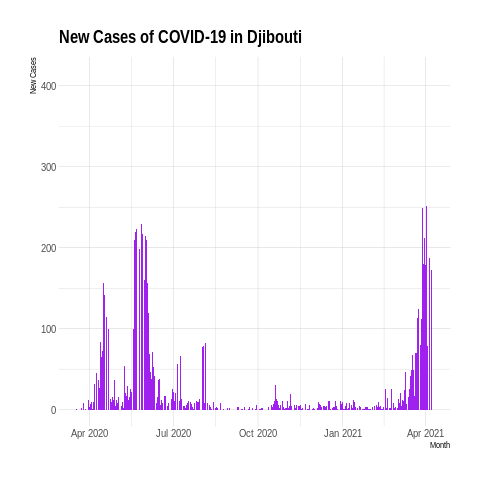 New Cases of COVID-19 in Djibouti
New Cases
400
300
200
100
0
Apr 2020
Jul 2020
Oct 2020
Jan 2021
Apr 2021
Month